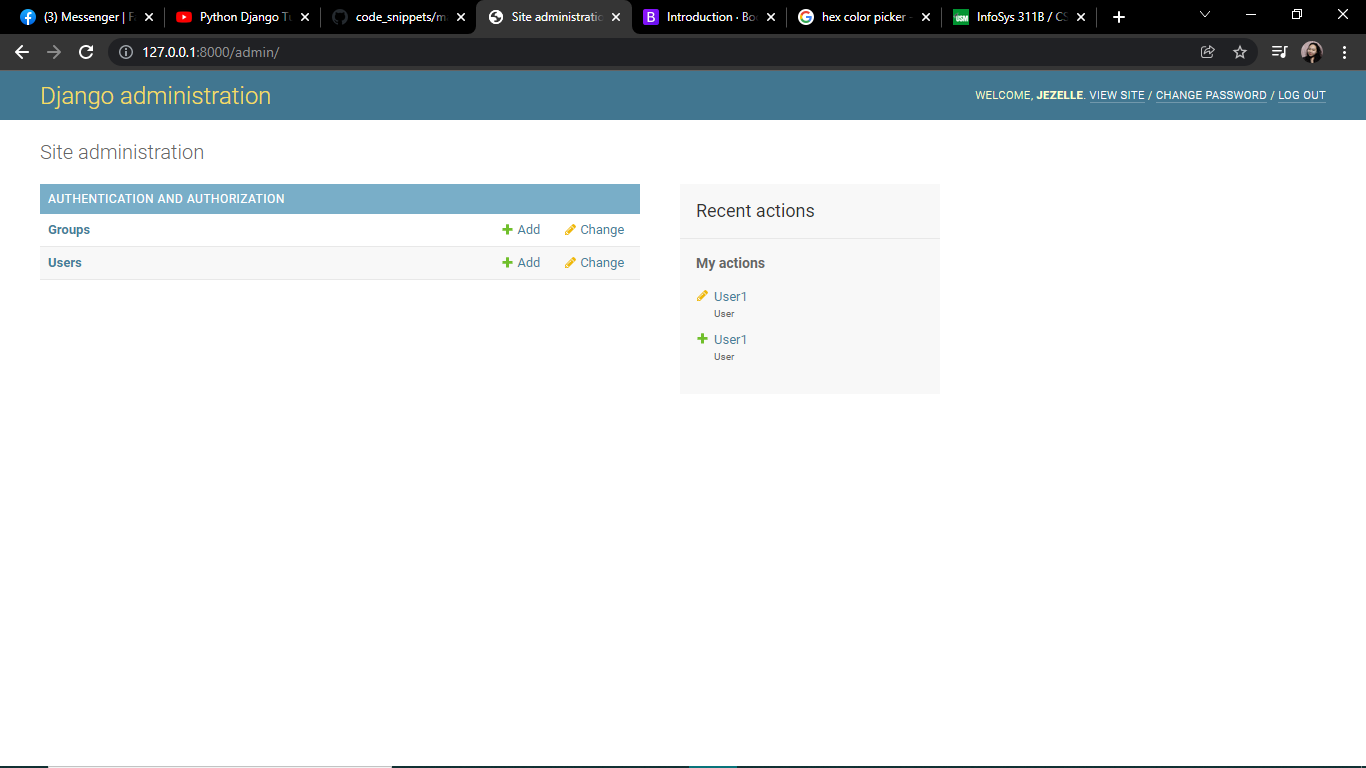 (3) Messenger | F
Python Django Tu
code_snippets/m
Site administratio
Introduction · Boo
hex color picker -
InfoSys 311B / CS
127.0.0.1:8000/admin/
Django administration
WELCOME, JEZELLE. VIEW SITE / CHANGE PASSWORD / LOG OUT
Site administration
AUTHENTICATION AND AUTHORIZATION
Groups Add Change
Users Add Change
Recent actions
My actions
User1
User
User1
User